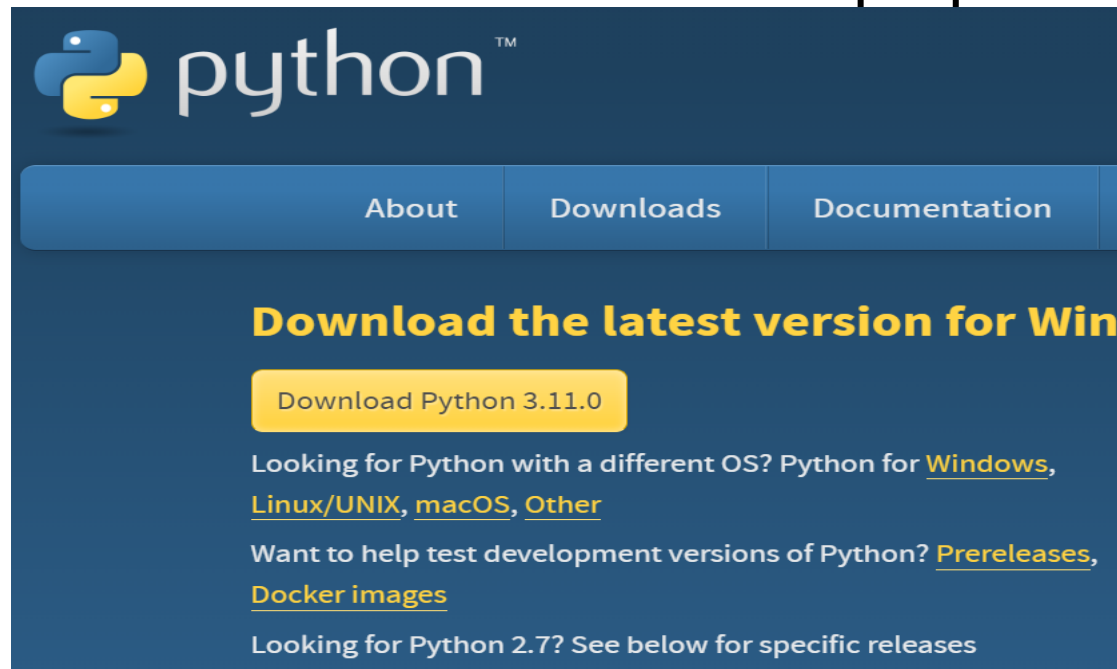 python™
About Downloads Documentation
Download the latest version for Win
Download Python 3.11.0
Looking for Python with a different OS? Python for Windows,
Linux/UNIX, macOS, Other
Want to help test development versions of Python? Prereleases,
Docker images
Looking for Python 2.7? See below for specific releases